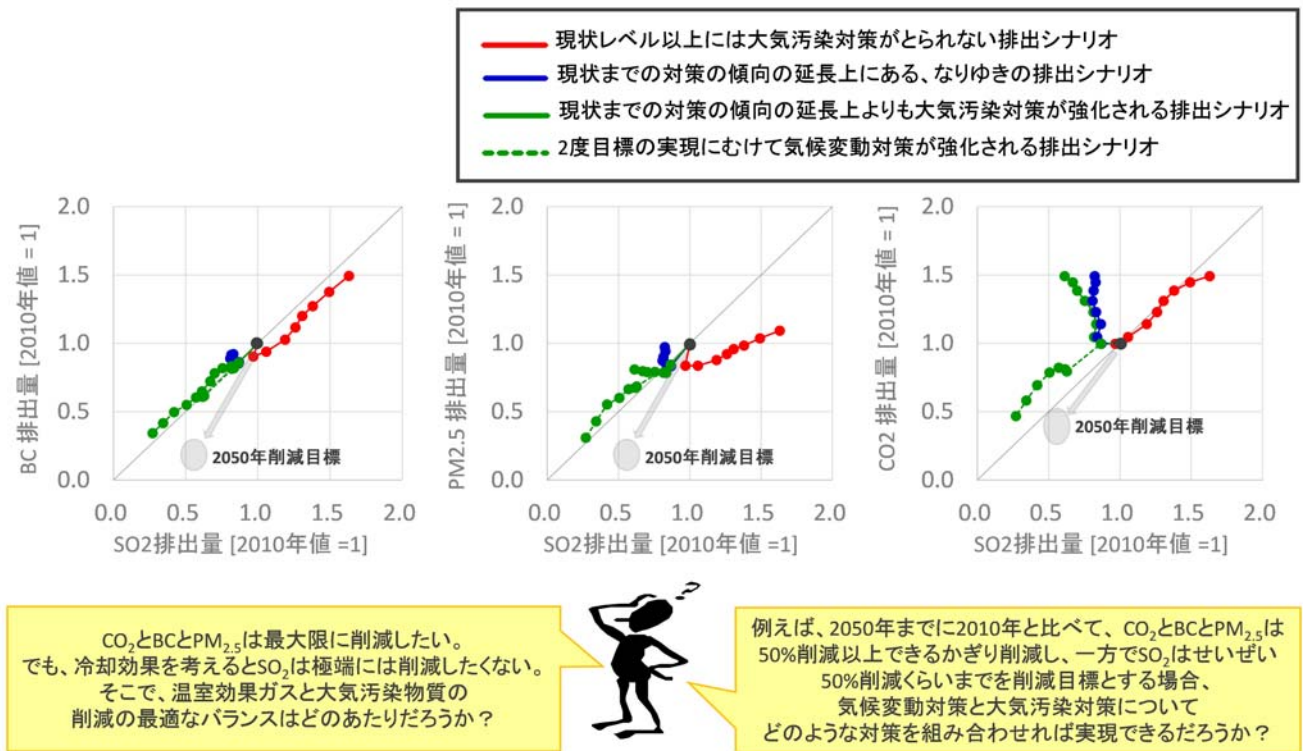 現状レベル以上には大気汚染対策がとられない排出シナリオ
現状までの対策の傾向の延長上にある、なりゆきの排出シナリオ
現状までの対策の傾向の延長上よりも大気汚染対策が強化される排出シナリオ
2度目標の実現にむけて気候変動対策が強化される排出シナリオ
BC 排出量 [2010年値 = 1]
2.0
1.5
1.0
0.5
0.0
2050年削減目標
0.0 0.5 1.0 1.5 2.0
SO2排出量 [2010年値 =1]
PM2.5 排出量 [2010年値 = 1]
2.0
1.5
1.0
0.5
0.0
2050年削減目標
0.0 0.5 1.0 1.5 2.0
SO2排出量 [2010年値 =1]
CO2 排出量 [2010年値 = 1]
2.0
1.5
1.0
0.5
0.0
2050年削減目標
0.0 0.5 1.0 1.5 2.0
SO2排出量 [2010年値 =1]
CO₂とBCとPM₂.₅は最大限に削減したい。
でも、冷却効果を考えるとSO₂は極端には削減したくない。
そこで、温室効果ガスと大気汚染物質の
削減の最適なバランスはどのあたりだろうか？
?
例えば、2050年までに2010年と比べて、CO₂とBCとPM₂.₅は
50%削減以上できるかぎり削減し、一方でSO₂はせいぜい
50%削減くらいまでを削減目標とする場合、
気候変動対策と大気汚染対策について
どのような対策を組み合わせれば実現できるだろうか？